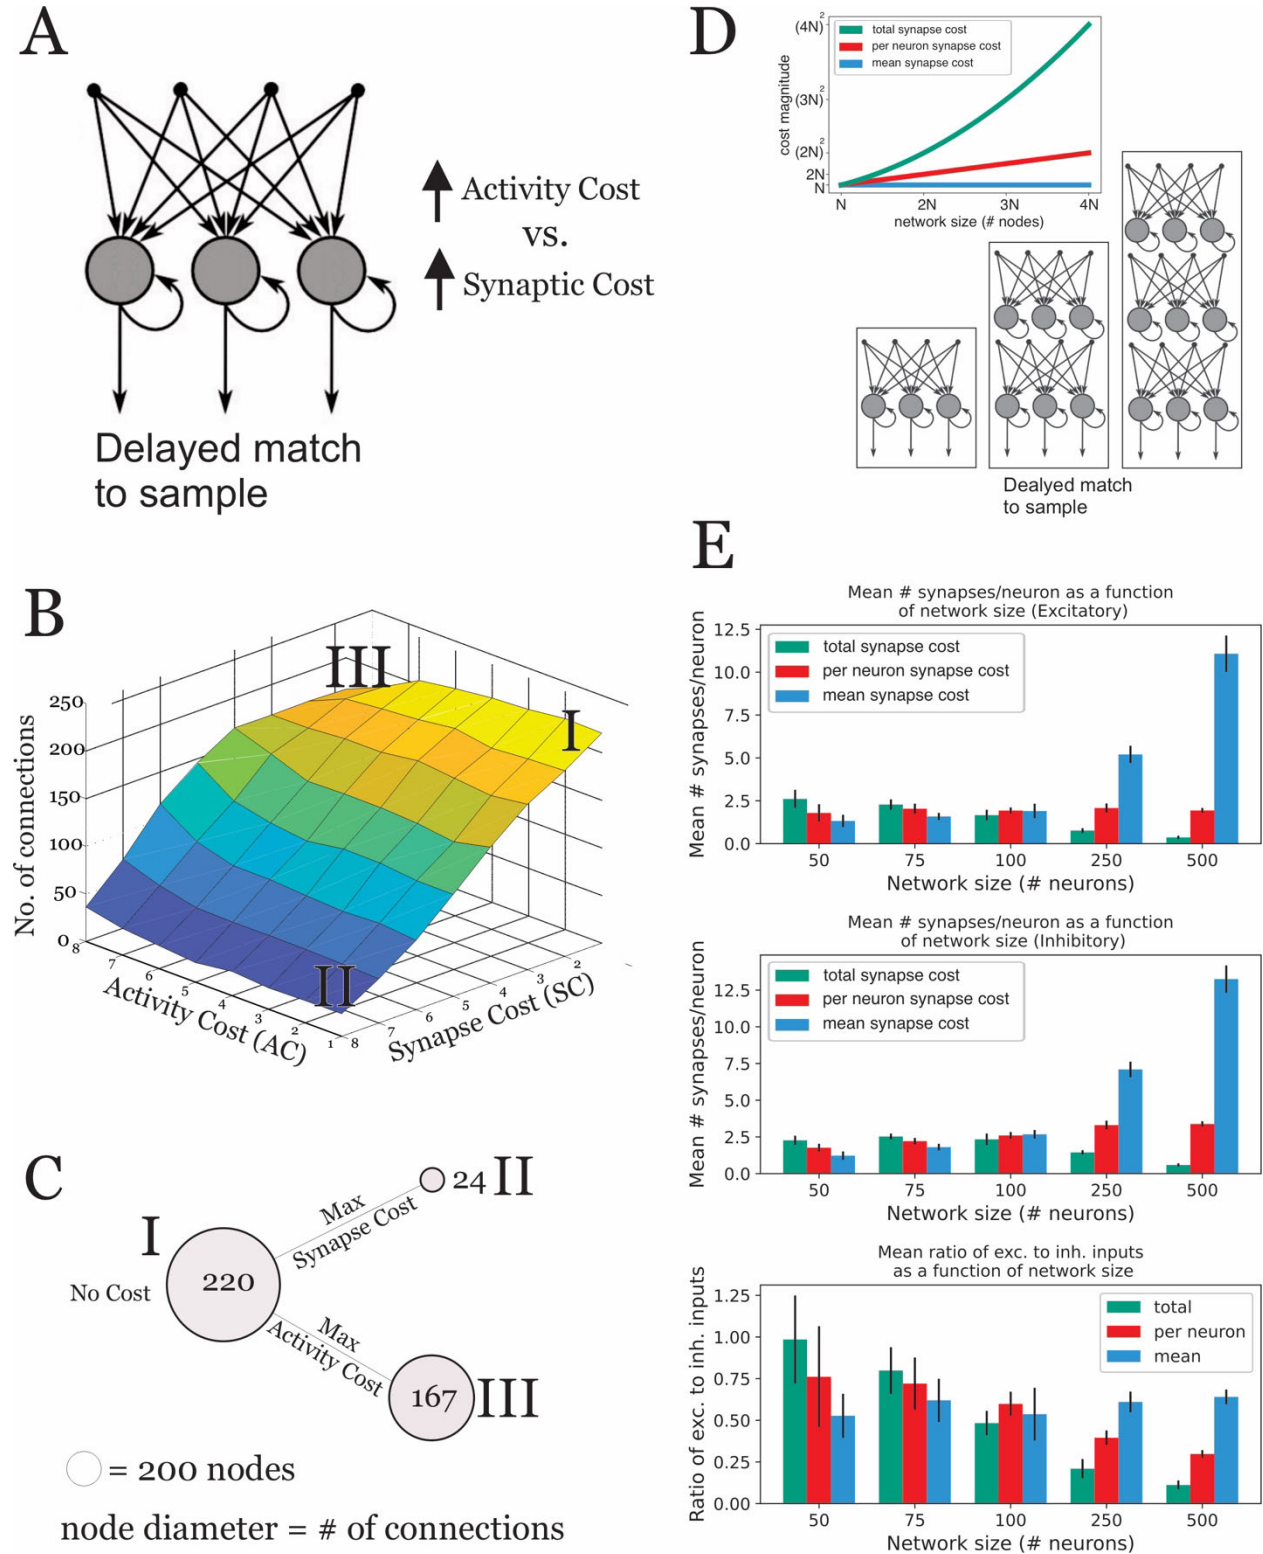 A
Activity Cost
vs.
Synaptic Cost
Delayed match
to sample
B
No. of connections
250
200
150
100
50
0
8
7
6
5
4
3
2
1
Activity Cost (AC)
8
7
6
5
4
3
2
Synapse Cost (SC)
III
I
II
C
I
No Cost
220
Max
Synapse Cost
24 II
Max
Activity Cost
167 III
= 200 nodes
node diameter = # of connections
D
total synapse cost
per neuron synapse cost
mean synapse cost
cost magnitude
(4N)²
(3N)²
(2N)²
2N
N
N 2N 3N 4N
network size (# nodes)
Dealyed match
to sample
E
Mean # synapses/neuron as a function
of network size (Excitatory)
Mean # synapses/neuron
12.5
10.0
7.5
5.0
2.5
0.0
total synapse cost
per neuron synapse cost
mean synapse cost
50 75 100 250 500
Network size (# neurons)
Mean # synapses/neuron as a function
of network size (Inhibitory)
Mean # synapses/neuron
12.5
10.0
7.5
5.0
2.5
0.0
total synapse cost
per neuron synapse cost
mean synapse cost
50 75 100 250 500
Network size (# neurons)
Mean ratio of exc. to inh. inputs
as a function of network size
Ratio of exc. to inh. inputs
1.25
1.00
0.75
0.50
0.25
0.00
total
per neuron
mean
50 75 100 250 500
Network size (# neurons)